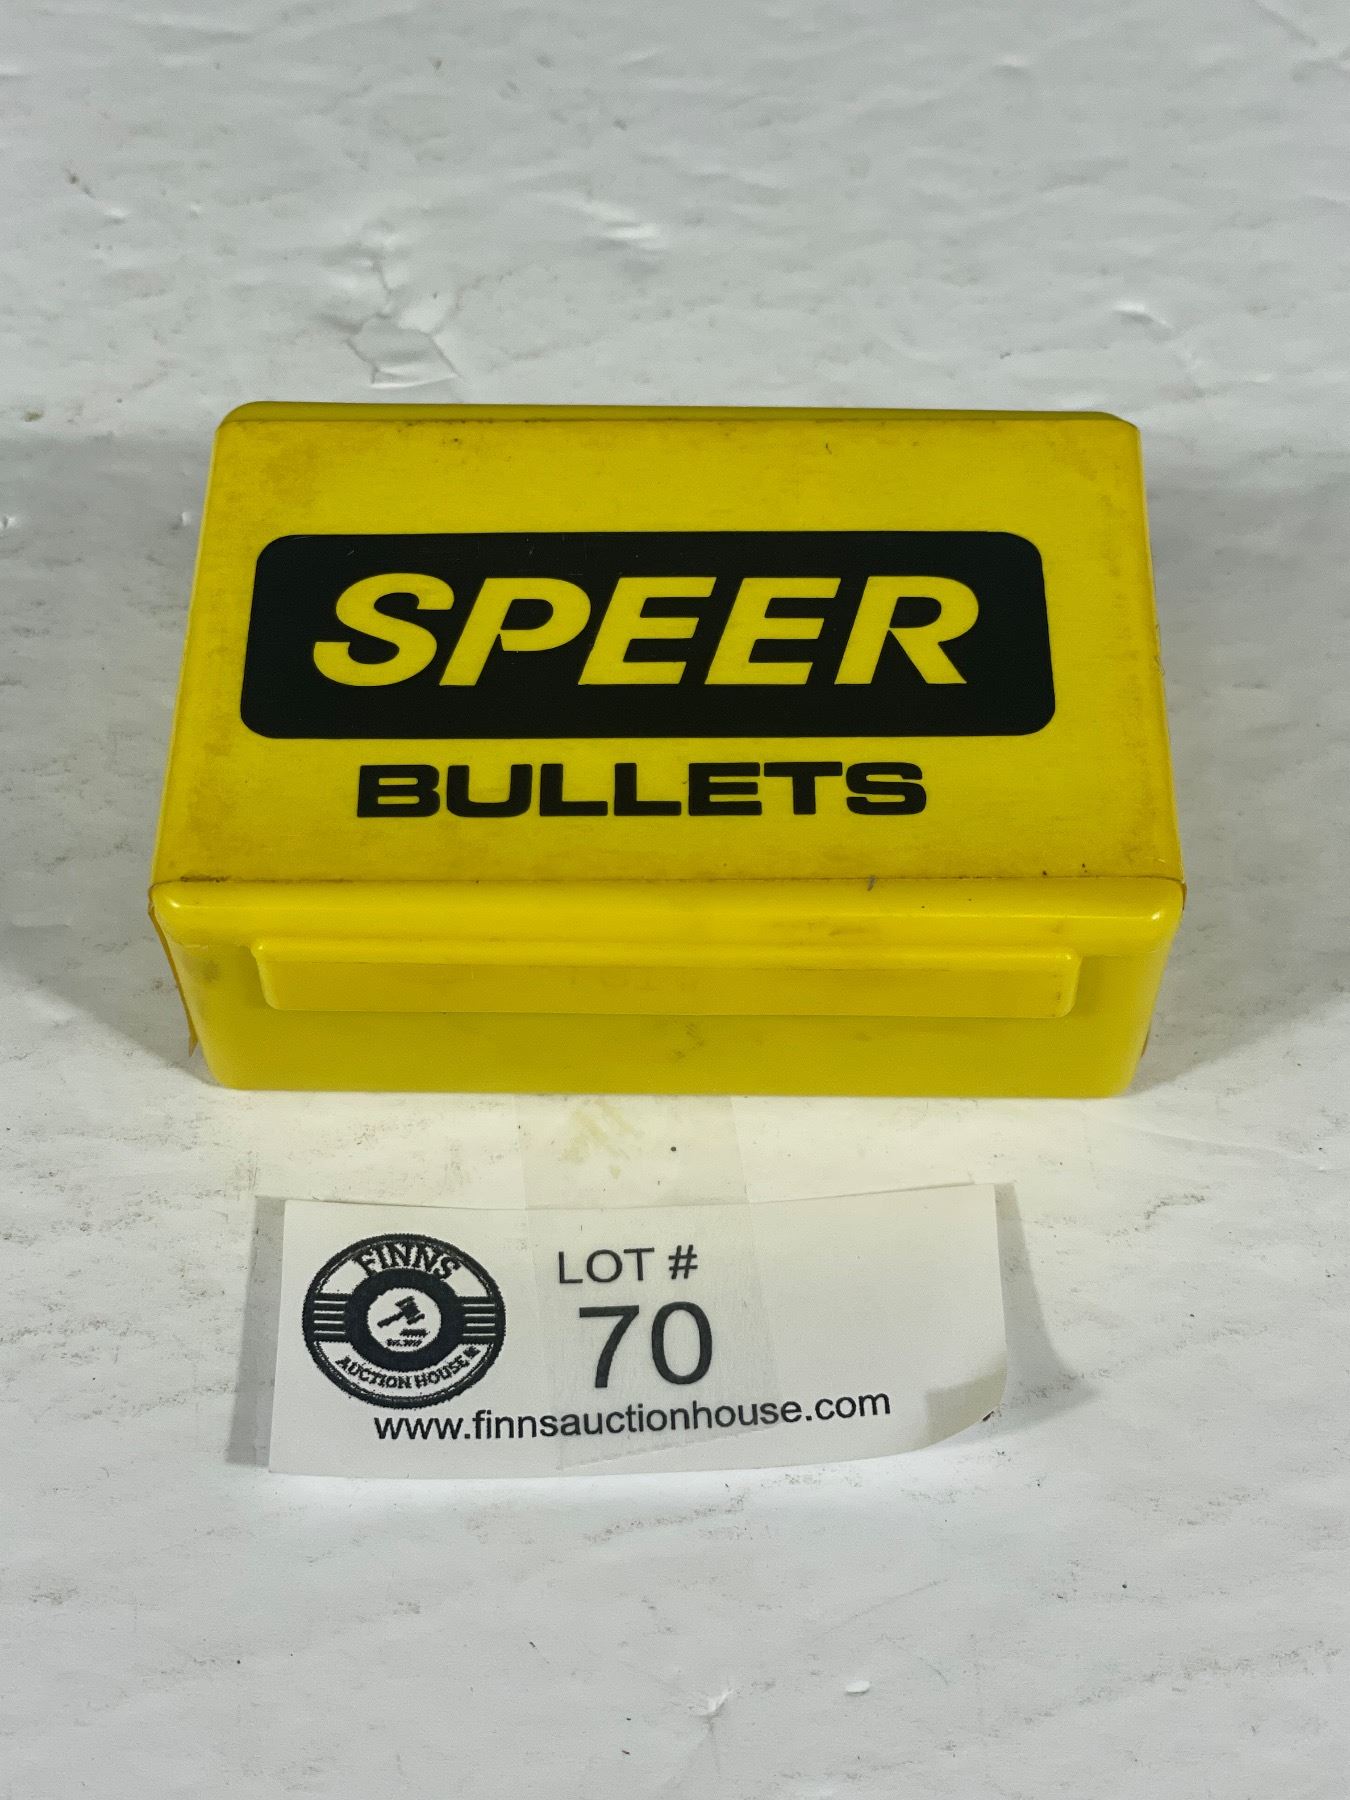 SPEER
BULLETS
FINNS
AUCTION HOUSE
LOT #
70
www.finnsauctionhouse.com